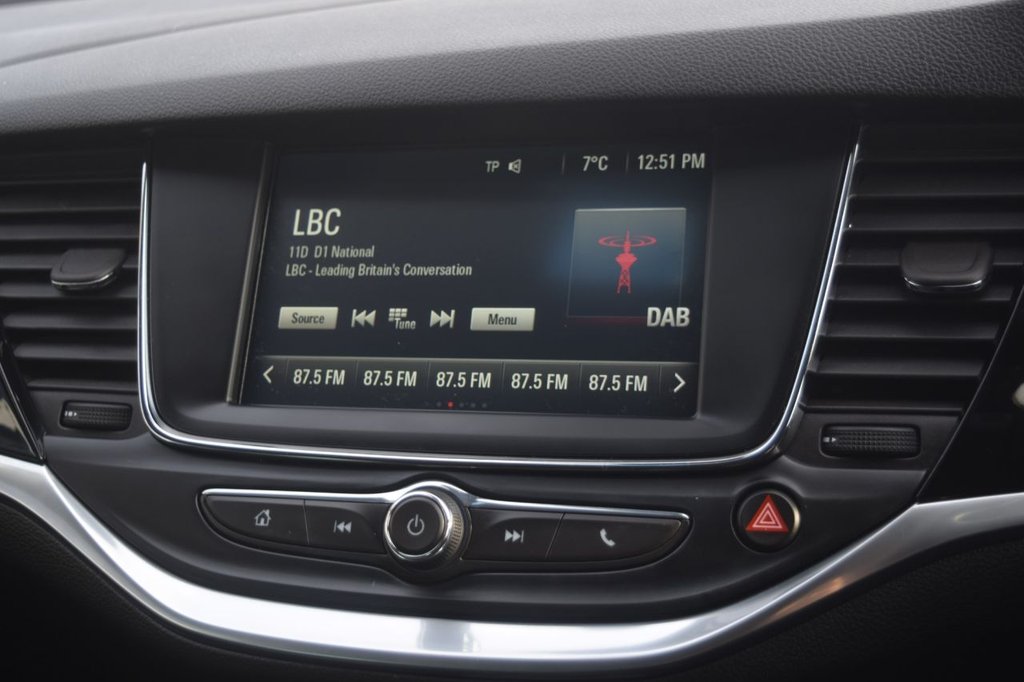 TP 7°C 12:51 PM
LBC
11D D1 National
LBC - Leading Britain's Conversation
Source Tune Menu
DAB
87.5 FM 87.5 FM 87.5 FM 87.5 FM 87.5 FM